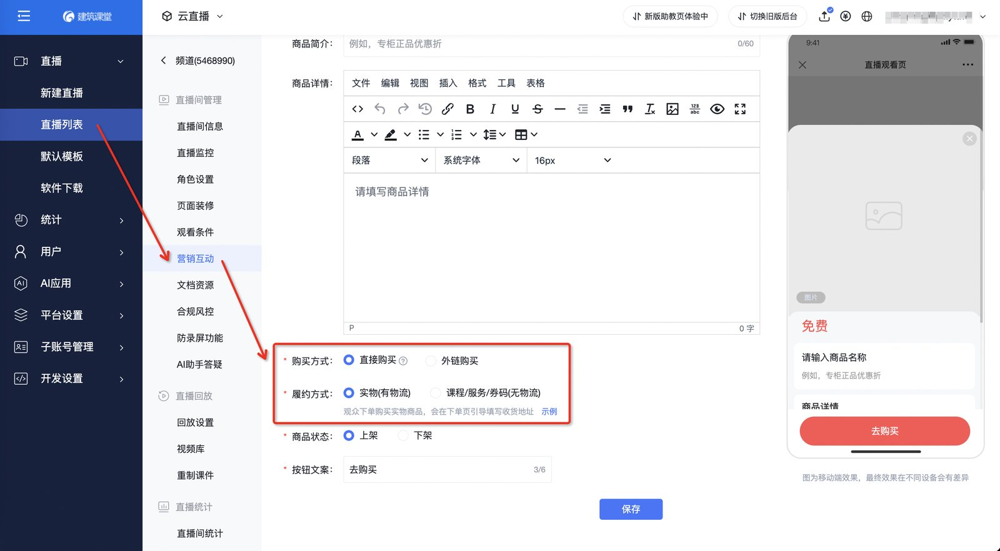 建筑课堂
云直播
新版助教页体验中
切换旧版后台
直播
新建直播
直播列表
默认模板
软件下载
统计
用户
AI应用
平台设置
子账号管理
开发设置
频道(5468990)
直播间管理
直播间信息
直播监控
角色设置
页面装修
观看条件
营销互动
文档资源
合规风控
防录屏功能
AI助手答疑
直播回放
回放设置
视频库
重制课件
直播统计
直播间统计
商品简介： 例如，专柜正品优惠折 0/60
商品详情： 文件 编辑 视图 插入 格式 工具 表格
段落 系统字体 16px
请填写商品详情
P 0 字
* 购买方式： 直接购买 外链购买
* 履约方式： 实物(有物流) 课程/服务/券码(无物流)
观众下单购买实物商品，会在下单页引导填写收货地址 示例
* 商品状态： 上架 下架
* 按钮文案： 去购买 3/6
保存
9:41
直播观看页
图片
免费
请输入商品名称
例如，专柜正品优惠折
商品详情
去购买
图为移动端效果，最终效果在不同设备会有差异